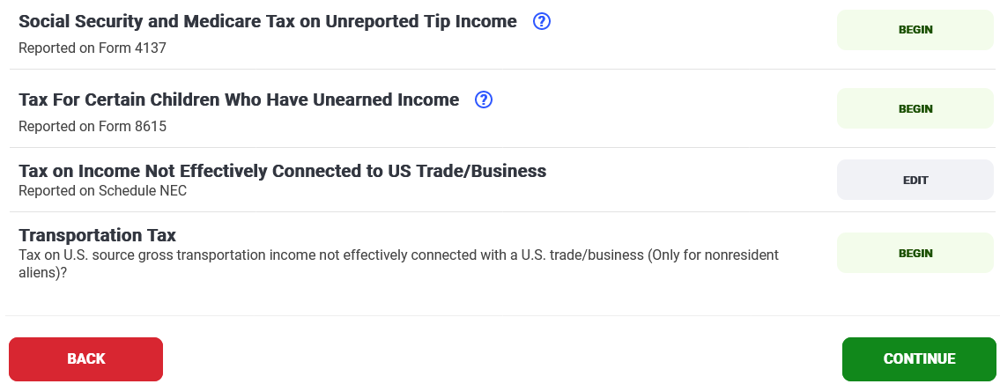 Social Security and Medicare Tax on Unreported Tip Income ?
BEGIN
Reported on Form 4137
Tax For Certain Children Who Have Unearned Income ?
BEGIN
Reported on Form 8615
Tax on Income Not Effectively Connected to US Trade/Business
Reported on Schedule NEC
EDIT
Transportation Tax
Tax on U.S. source gross transportation income not effectively connected with a U.S. trade/business (Only for nonresident
aliens)?
BEGIN
BACK
CONTINUE